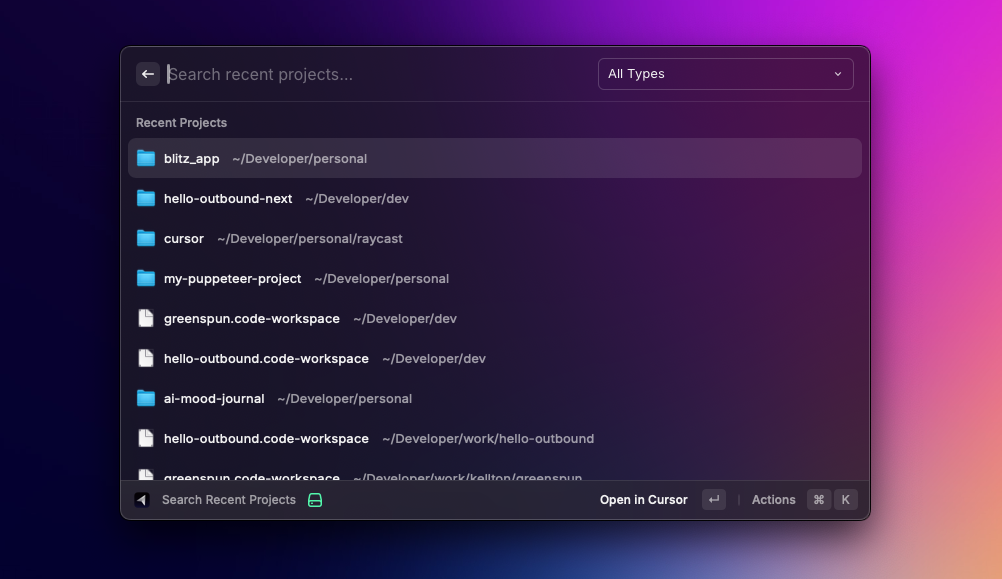 Search recent projects... All Types
Recent Projects
blitz_app ~/Developer/personal
hello-outbound-next ~/Developer/dev
cursor ~/Developer/personal/raycast
my-puppeteer-project ~/Developer/personal
greenspun.code-workspace ~/Developer/dev
hello-outbound.code-workspace ~/Developer/dev
ai-mood-journal ~/Developer/personal
hello-outbound.code-workspace ~/Developer/work/hello-outbound
greenspun.code-workspace ~/Developer/work/kellton/greenspun
Search Recent Projects Open in Cursor ↵ | Actions ⌘ K